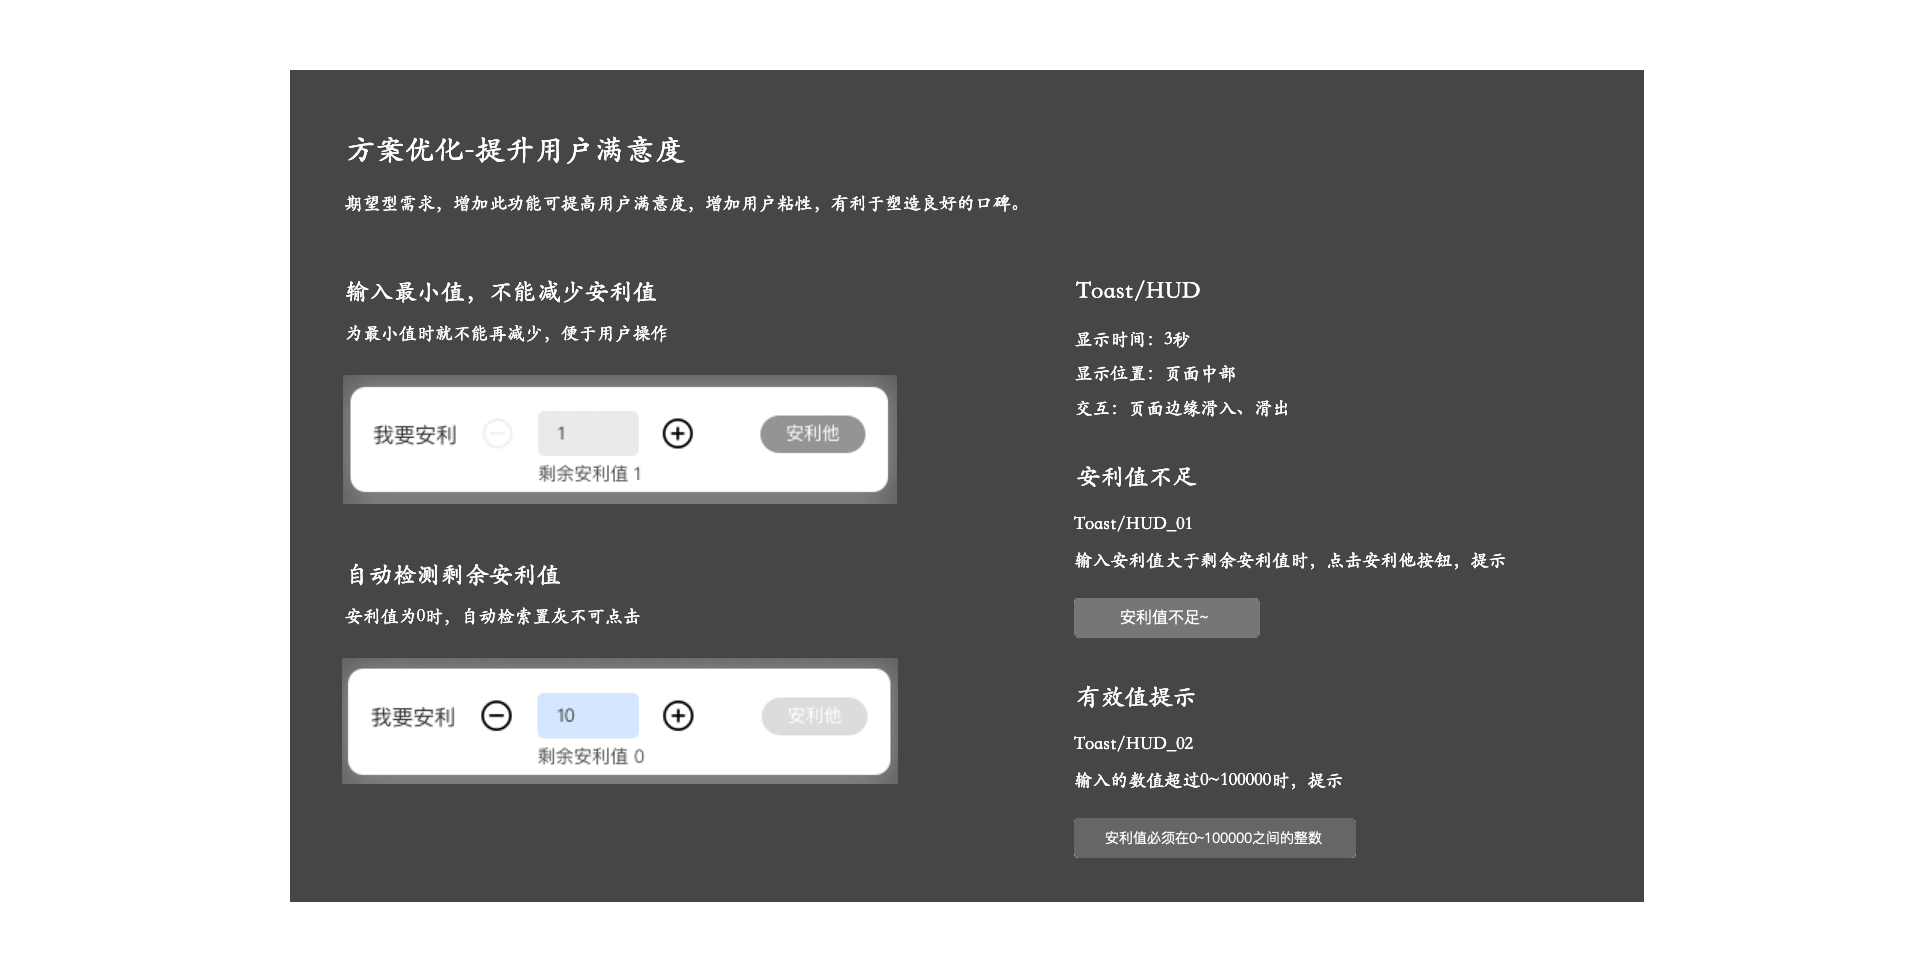 方案优化-提升用户满意度
期望型需求，增加此功能可提高用户满意度，增加用户粘性，有利于塑造良好的口碑。
输入最小值，不能减少安利值
为最小值时就不能再减少，便于用户操作
我要安利 1 安利他
剩余安利值 1
自动检测剩余安利值
安利值为0时，自动检索置灰不可点击
我要安利 10 安利他
剩余安利值 0
Toast/HUD
显示时间：3秒
显示位置：页面中部
交互：页面边缘滑入、滑出
安利值不足
Toast/HUD_01
输入安利值大于剩余安利值时，点击安利他按钮，提示
安利值不足~
有效值提示
Toast/HUD_02
输入的数值超过0~100000时，提示
安利值必须在0~100000之间的整数